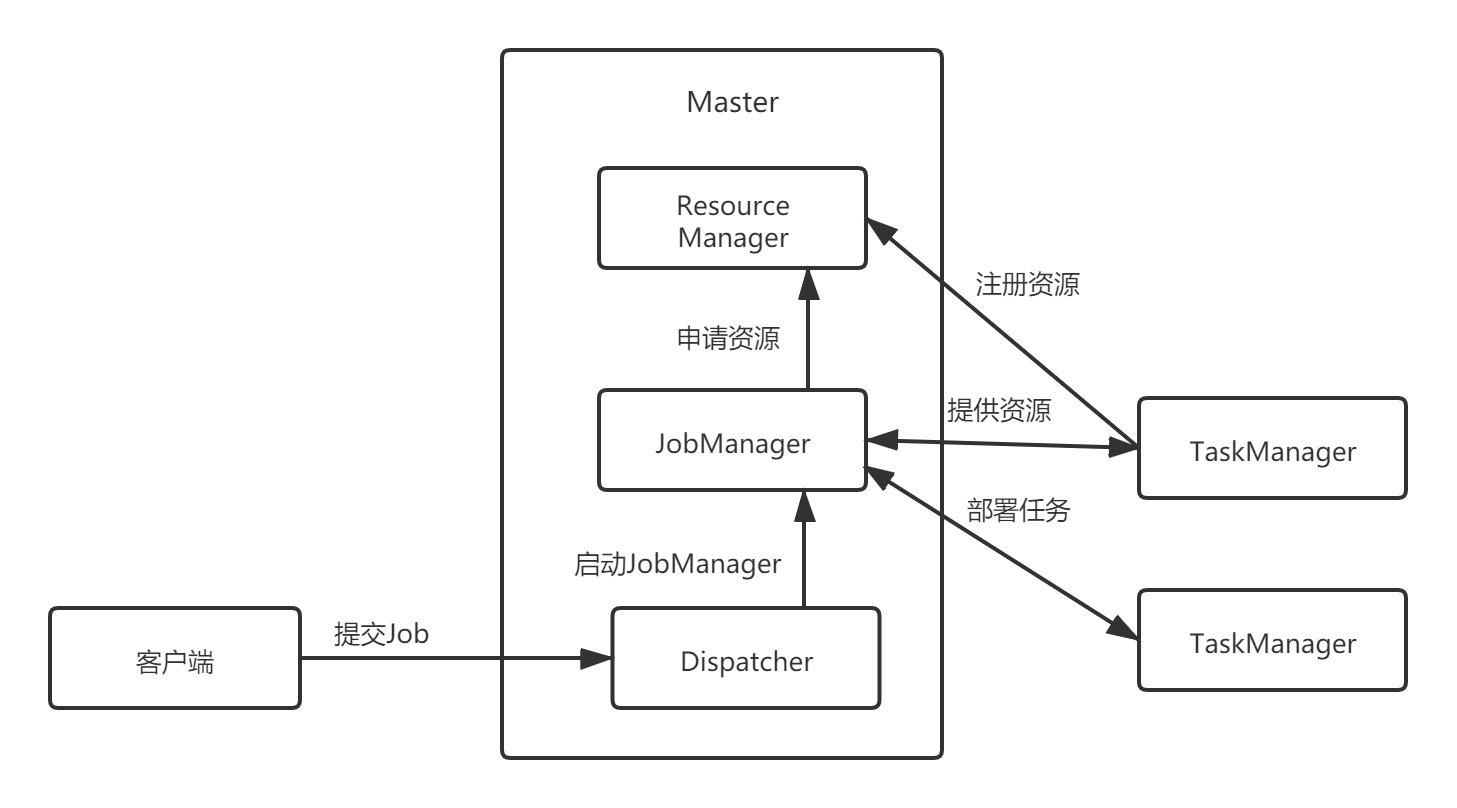 Master
Resource
Manager
注册资源
申请资源
提供资源
JobManager
TaskManager
部署任务
启动JobManager
提交Job
客户端
Dispatcher
TaskManager